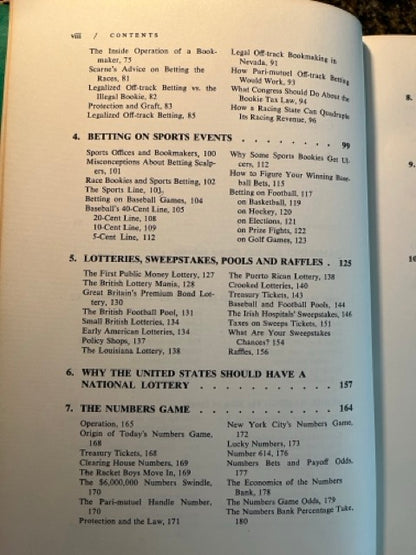 viii / CONTENTS
The Inside Operation of a Book-
maker, 75
Scarne's Advice on Betting the
Races, 81
Legalized Off-track Betting vs. the
Illegal Bookie, 82
Protection and Graft, 83
Legalized Off-track Betting, 85
Legal Off-track Bookmaking in
Nevada, 91
How Pari-mutuel Off-track Betting
Would Work, 93
What Congress Should Do About the
Bookie Tax Law, 94
How a Racing State Can Quadruple
Its Racing Revenue, 96
4. BETTING ON SPORTS EVENTS . . . . . . . . 99
Sports Offices and Bookmakers, 100
Misconceptions About Betting Scalp-
ers, 101
Race Bookies and Sports Betting, 102
The Sports Line, 103
Betting on Baseball Games, 104
Baseball's 40-Cent Line, 105
20-Cent Line, 108
10-Cent Line, 109
5-Cent Line, 112
Why Some Sports Bookies Get Ul-
cers, 112
How to Figure Your Winning Base-
ball Bets, 115
Betting on Football, 117
on Basketball, 119
on Hockey, 120
on Elections, 121
on Prize Fights, 122
on Golf Games, 123
5. LOTTERIES, SWEEPSTAKES, POOLS AND RAFFLES . 125
The First Public Money Lottery, 127
The British Lottery Mania, 128
Great Britain's Premium Bond Lot-
tery, 130
The British Football Pool, 131
Small British Lotteries, 134
Early American Lotteries, 134
Policy Shops, 137
The Louisiana Lottery, 138
The Puerto Rican Lottery, 138
Crooked Lotteries, 140
Treasury Tickets, 143
Baseball and Football Pools, 144
The Irish Hospitals' Sweepstakes, 146
Taxes on Sweeps Tickets, 151
What Are Your Sweepstakes
Chances? 154
Raffles, 156
6. WHY THE UNITED STATES SHOULD HAVE A
NATIONAL LOTTERY . . . . . . . . . . 157
7. THE NUMBERS GAME . . . . . . . . . . 164
Operation, 165
Origin of Today's Numbers Game,
168
Treasury Tickets, 168
Clearing House Numbers, 169
The Racket Boys Move In, 169
The $6,000,000 Numbers Swindle,
170
The Pari-mutuel Handle Number,
170
Protection and the Law, 171
New York City's Numbers Game,
172
Lucky Numbers, 173
Number 614, 176
Numbers Bets and Payoff Odds,
177
The Economics of the Numbers
Bank, 178
The Numbers Game Odds, 179
The Numbers Bank Percentage Take,
180
8.
9.